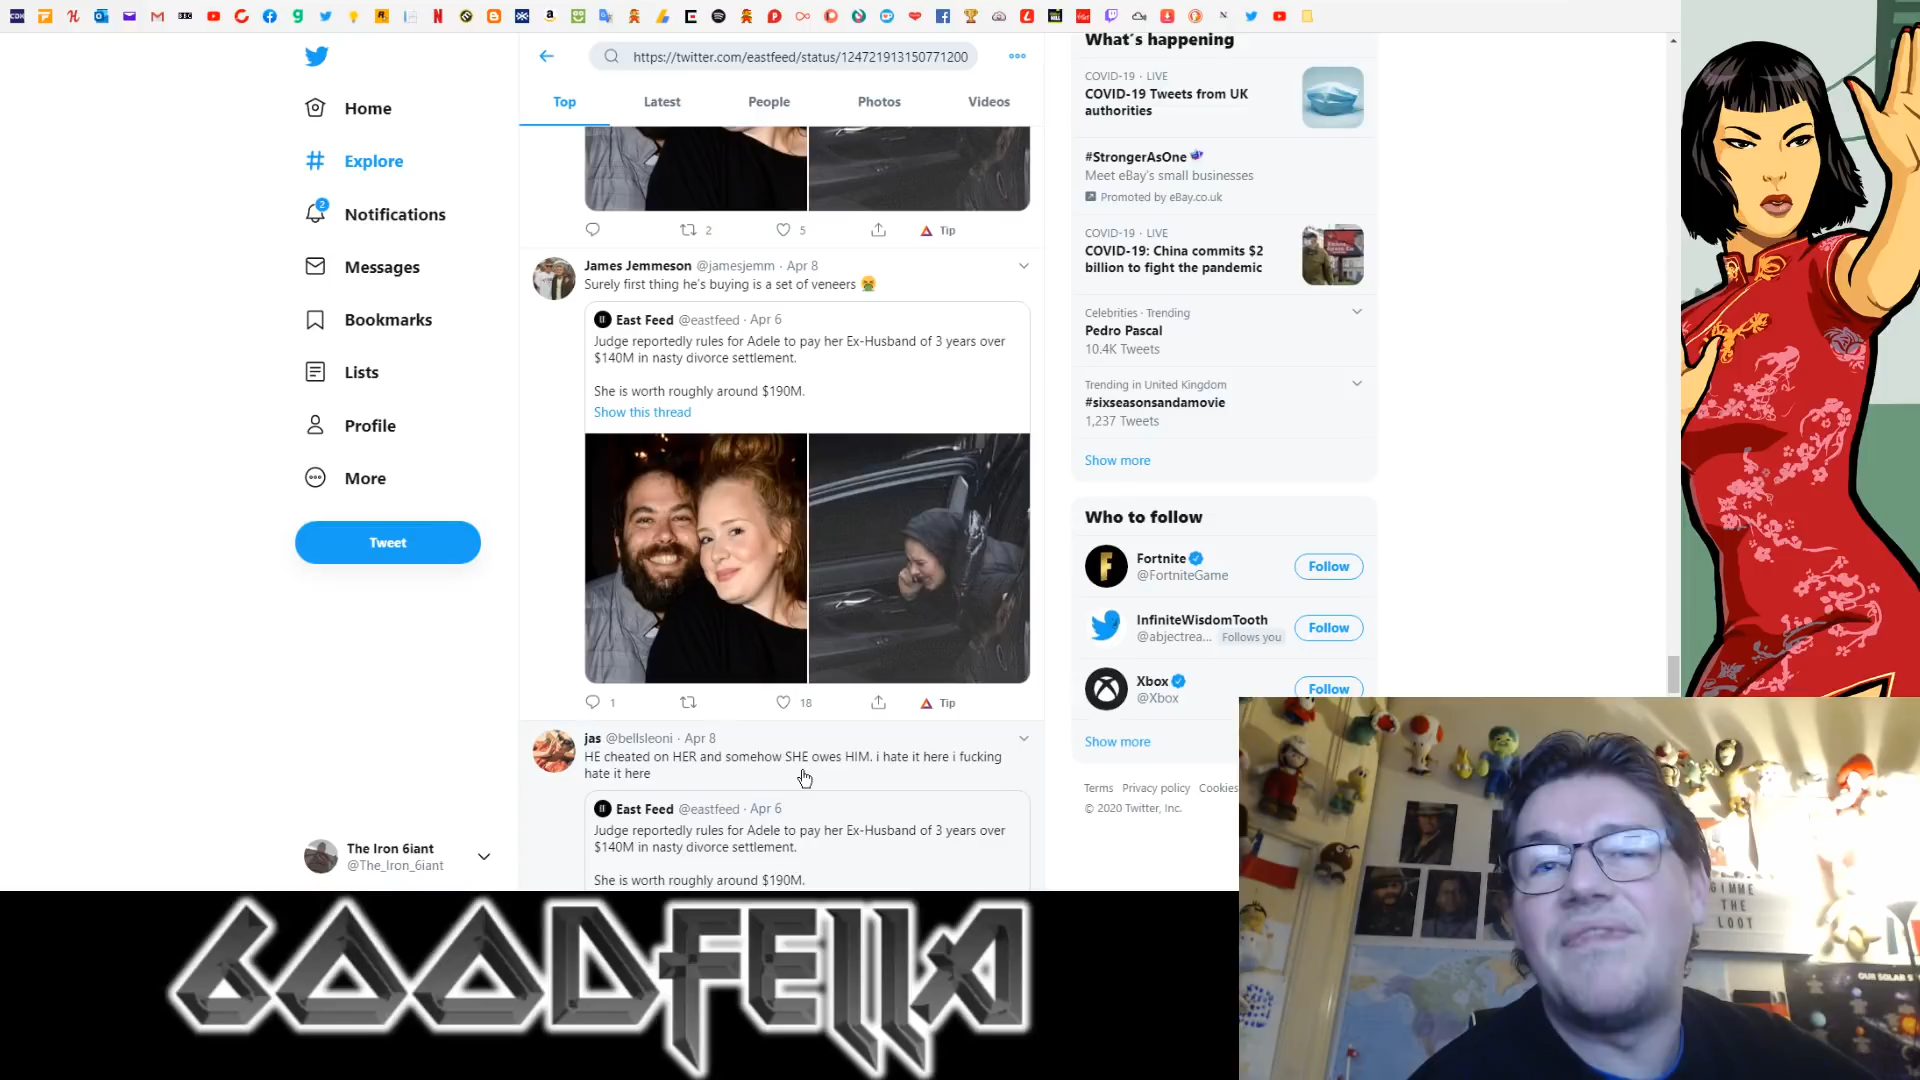 https://twitter.com/eastfeed/status/124721913150771200
Top
Latest
People
Photos
Videos
Home
Explore
2
Notifications
Messages
Bookmarks
Lists
Profile
More
Tweet
The Iron 6iant
@The_Iron_6iant
2
5
Tip
James Jemmeson @jamesjemm · Apr 8
Surely first thing he's buying is a set of veneers
East Feed @eastfeed · Apr 6
Judge reportedly rules for Adele to pay her Ex-Husband of 3 years over
$140M in nasty divorce settlement.
She is worth roughly around $190M.
Show this thread
1
18
Tip
jas @bellsleoni · Apr 8
HE cheated on HER and somehow SHE owes HIM. i hate it here i fucking
hate it here
East Feed @eastfeed · Apr 6
Judge reportedly rules for Adele to pay her Ex-Husband of 3 years over
$140M in nasty divorce settlement.
She is worth roughly around $190M.
What's happening
COVID-19 · LIVE
COVID-19 Tweets from UK
authorities
#StrongerAsOne
Meet eBay's small businesses
Promoted by eBay.co.uk
COVID-19 · LIVE
COVID-19: China commits $2
billion to fight the pandemic
Celebrities · Trending
Pedro Pascal
10.4K Tweets
Trending in United Kingdom
#sixseasonsandamovie
1,237 Tweets
Show more
Who to follow
Fortnite
@FortniteGame
Follow
InfiniteWisdomTooth
@abjectrea... Follows you
Follow
Xbox
@Xbox
Follow
Show more
Terms Privacy policy Cookies
© 2020 Twitter, Inc.
GOODFELLA
GIMME
THE
LOOT
OUR SOLAR S